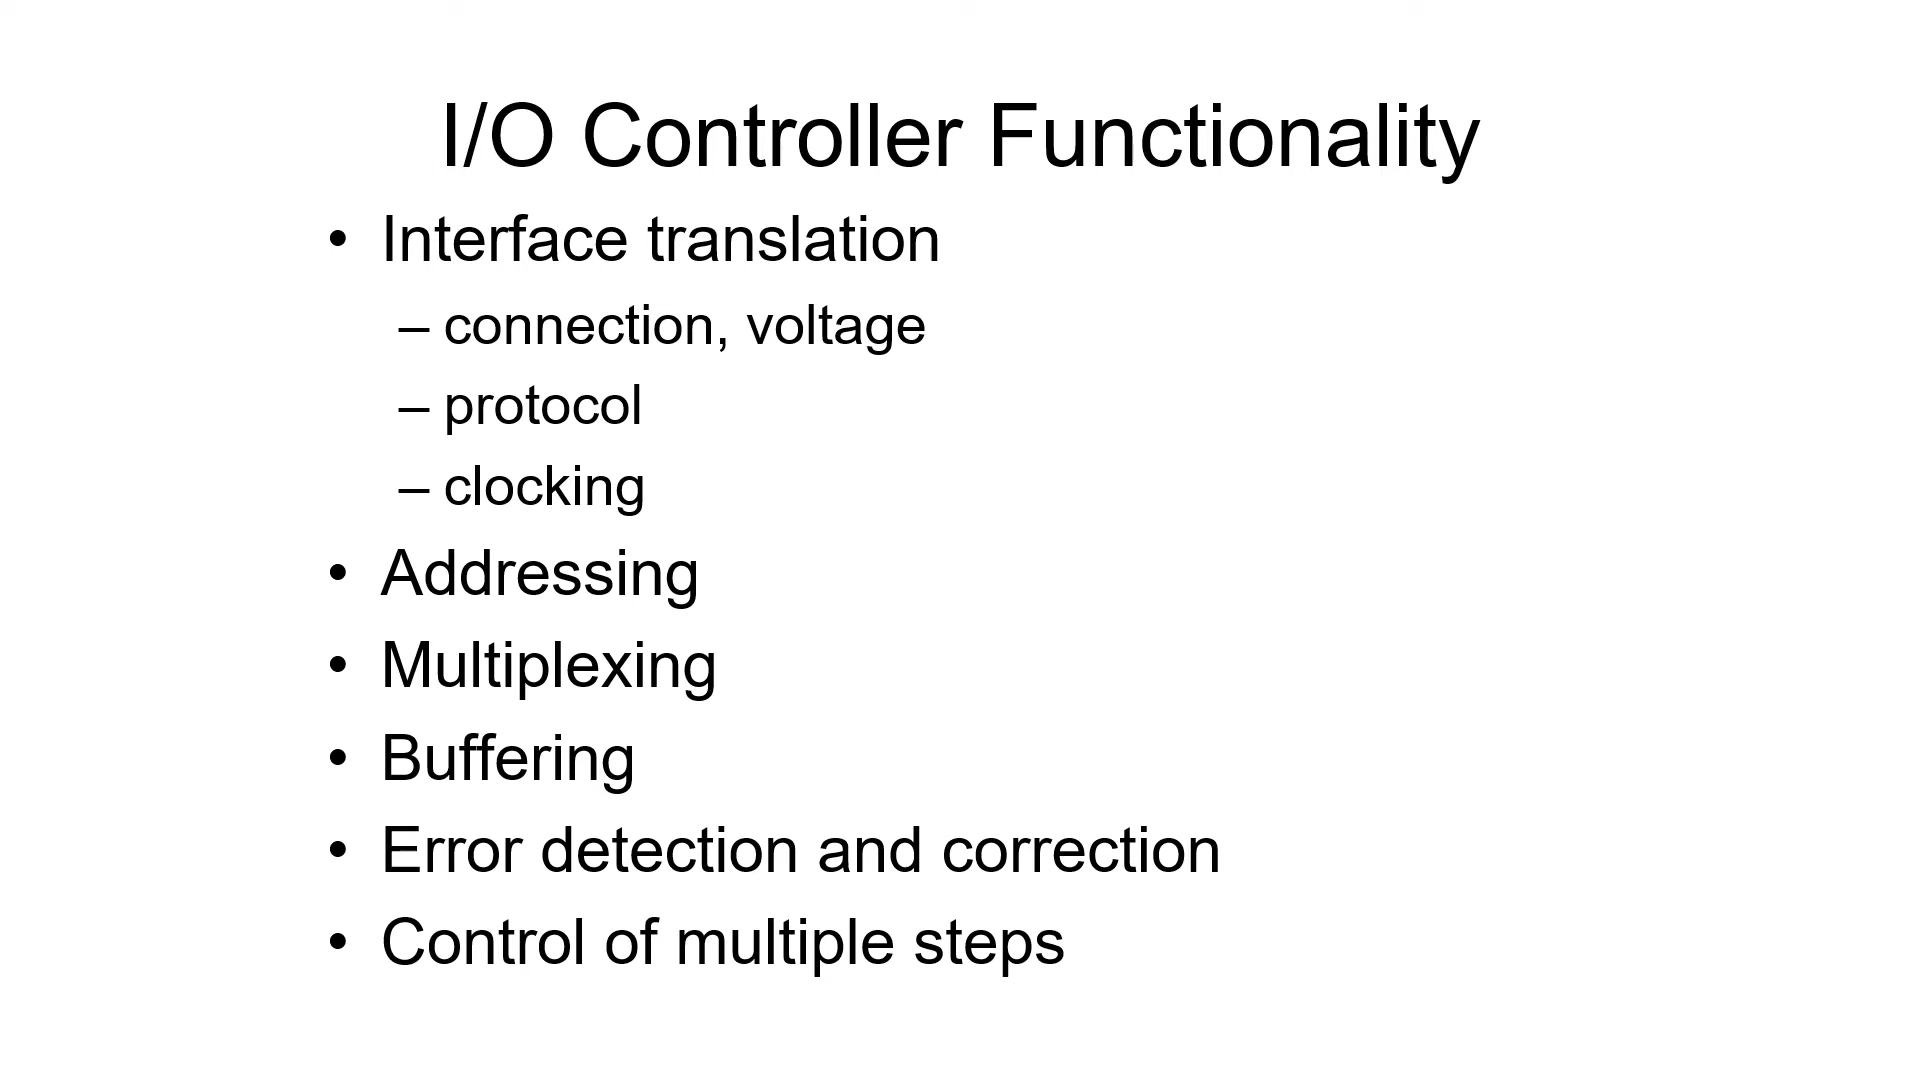 I/O Controller Functionality
• Interface translation
– connection, voltage
– protocol
– clocking
• Addressing
• Multiplexing
• Buffering
• Error detection and correction
• Control of multiple steps